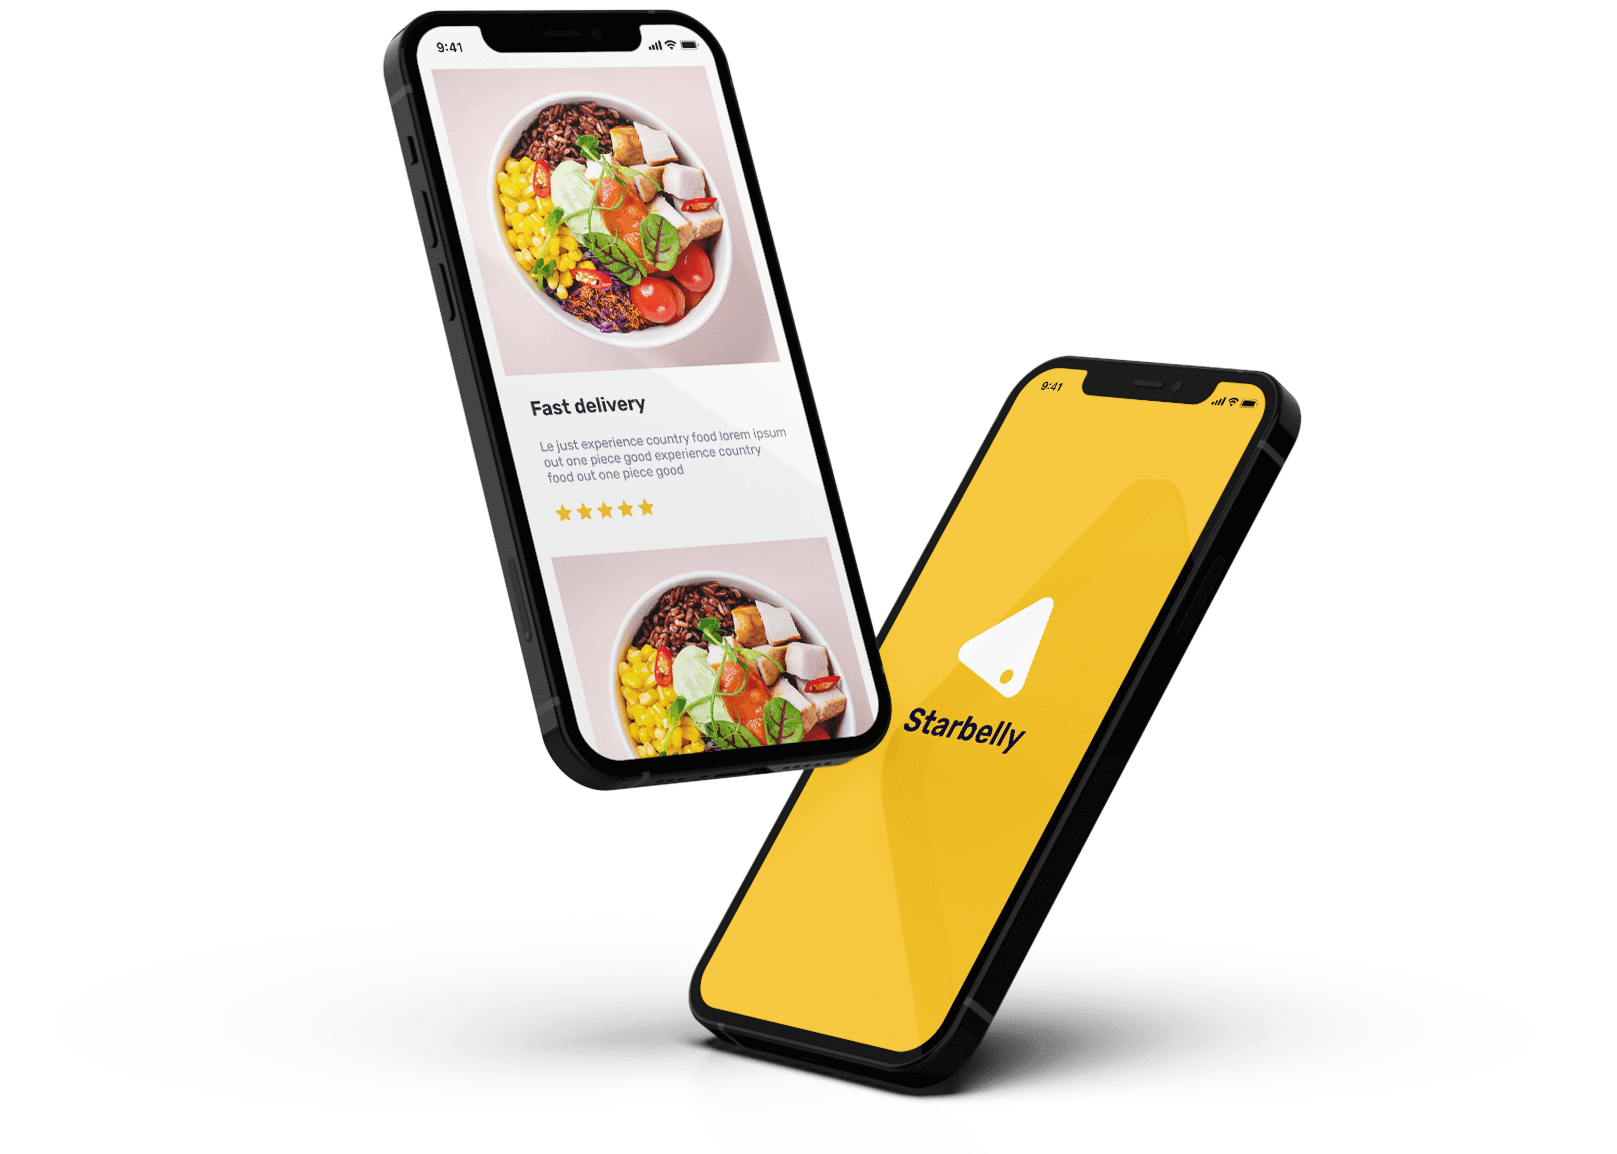 9:41
Fast delivery
Le just experience country food lorem ipsum
out one piece good experience country
food out one piece good
9:41
Starbelly